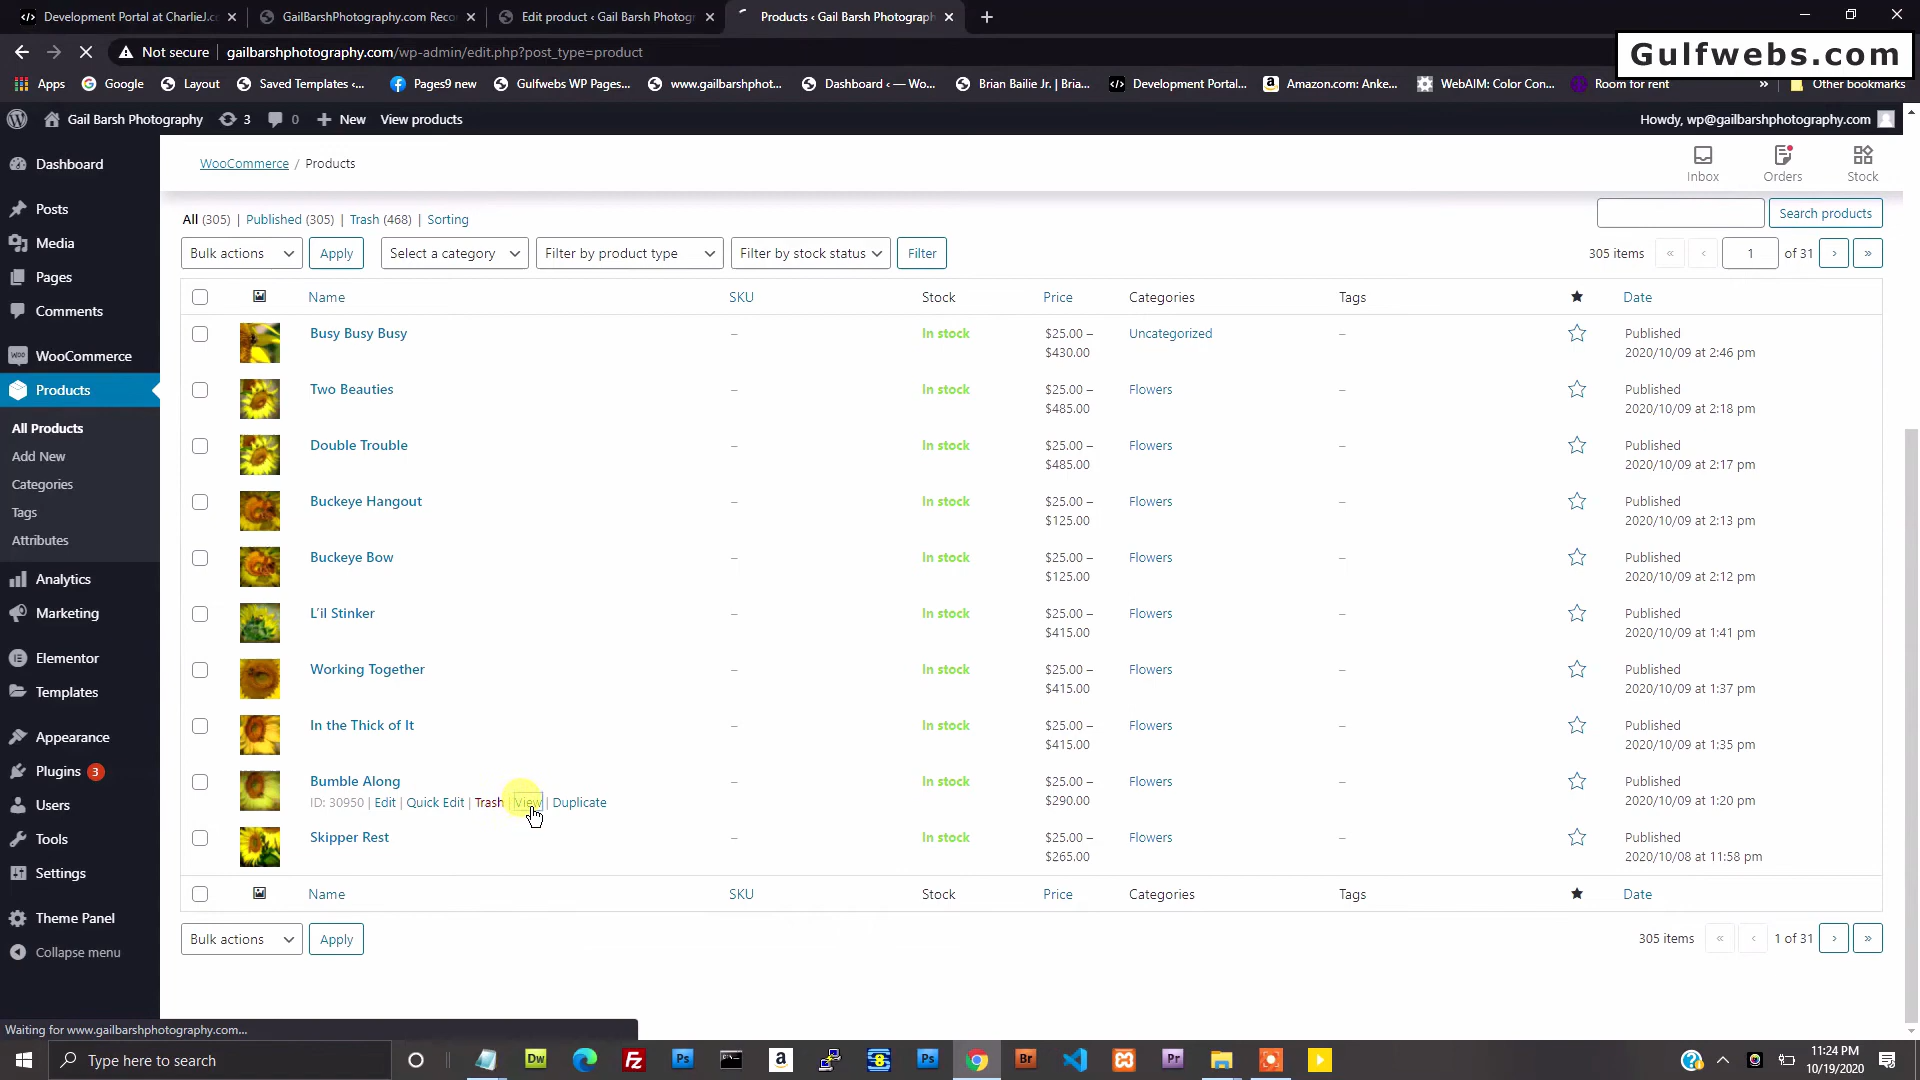 Development Portal at CharlieJ.c
GailBarshPhotography.com Reco
Edit product ‹ Gail Barsh Photogr
Products ‹ Gail Barsh Photograph
Not secure gailbarshphotography.com/wp-admin/edit.php?post_type=product
Gulfwebs.com
Apps Google Layout Saved Templates ‹... Pages9 new Gulfwebs WP Pages... www.gailbarshphot... Dashboard ‹ — Wo... Brian Bailie Jr. | Bria... Development Portal... Amazon.com: Anke... WebAIM: Color Con... Room for rent » Other bookmarks
Gail Barsh Photography 3 0 New View products Howdy, wp@gailbarshphotography.com
Dashboard
Posts
Media
Pages
Comments
WooCommerce
Products
All Products
Add New
Categories
Tags
Attributes
Analytics
Marketing
Elementor
Templates
Appearance
Plugins 3
Users
Tools
Settings
Theme Panel
Collapse menu
WooCommerce / Products
Inbox Orders Stock
All (305) | Published (305) | Trash (468) | Sorting
Search products
Bulk actions Apply Select a category Filter by product type Filter by stock status Filter
305 items « ‹ 1 of 31 › »
Name SKU Stock Price Categories Tags Date
Busy Busy Busy – In stock $25.00 – Uncategorized – Published
$430.00 2020/10/09 at 2:46 pm
Two Beauties – In stock $25.00 – Flowers – Published
$485.00 2020/10/09 at 2:18 pm
Double Trouble – In stock $25.00 – Flowers – Published
$485.00 2020/10/09 at 2:17 pm
Buckeye Hangout – In stock $25.00 – Flowers – Published
$125.00 2020/10/09 at 2:13 pm
Buckeye Bow – In stock $25.00 – Flowers – Published
$125.00 2020/10/09 at 2:12 pm
L'il Stinker – In stock $25.00 – Flowers – Published
$415.00 2020/10/09 at 1:41 pm
Working Together – In stock $25.00 – Flowers – Published
$415.00 2020/10/09 at 1:37 pm
In the Thick of It – In stock $25.00 – Flowers – Published
$415.00 2020/10/09 at 1:35 pm
Bumble Along – In stock $25.00 – Flowers – Published
ID: 30950 | Edit | Quick Edit | Trash | View | Duplicate $290.00 2020/10/09 at 1:20 pm
Skipper Rest – In stock $25.00 – Flowers – Published
$265.00 2020/10/08 at 11:58 pm
Name SKU Stock Price Categories Tags Date
Bulk actions Apply 305 items « ‹ 1 of 31 › »
Waiting for www.gailbarshphotography.com...
Type here to search
Dw Fz Ps a 8 Ps Br Pr
11:24 PM
10/19/2020